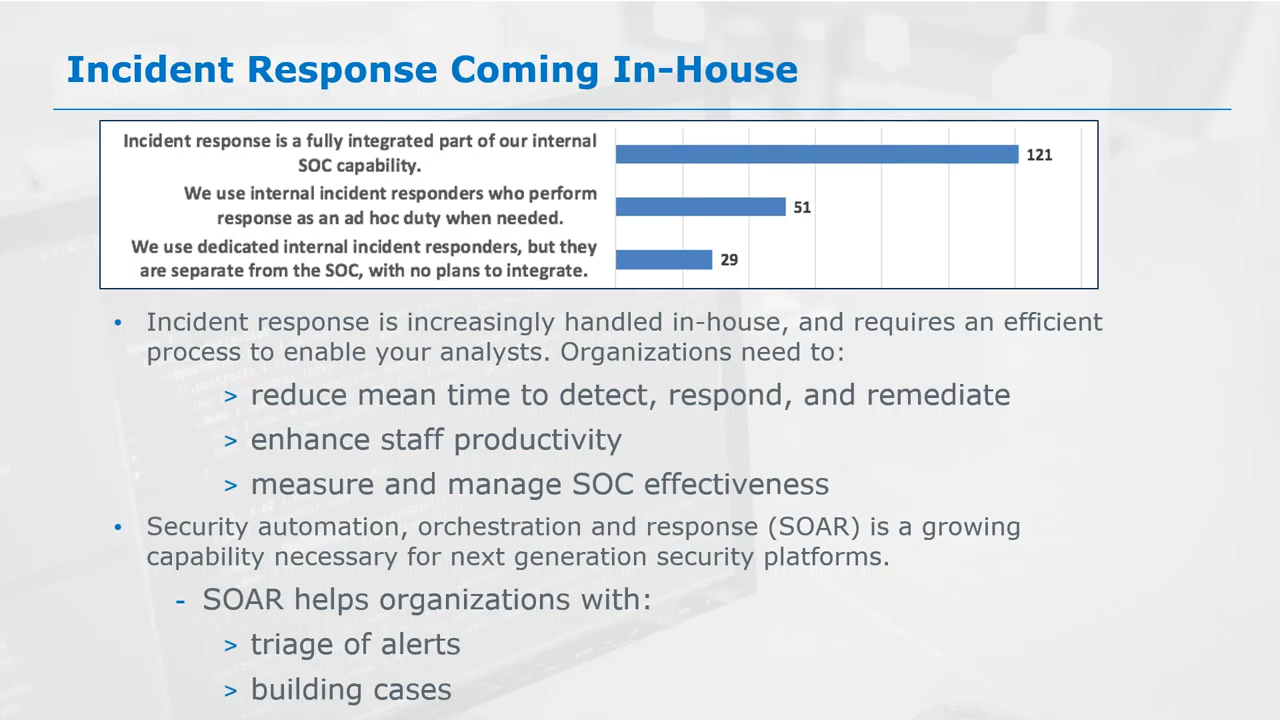 Incident Response Coming In-House
Incident response is a fully integrated part of our internal
SOC capability.
121
We use internal incident responders who perform
response as an ad hoc duty when needed.
51
We use dedicated internal incident responders, but they
are separate from the SOC, with no plans to integrate.
29
• Incident response is increasingly handled in-house, and requires an efficient
process to enable your analysts. Organizations need to:
> reduce mean time to detect, respond, and remediate
> enhance staff productivity
> measure and manage SOC effectiveness
• Security automation, orchestration and response (SOAR) is a growing
capability necessary for next generation security platforms.
- SOAR helps organizations with:
> triage of alerts
> building cases